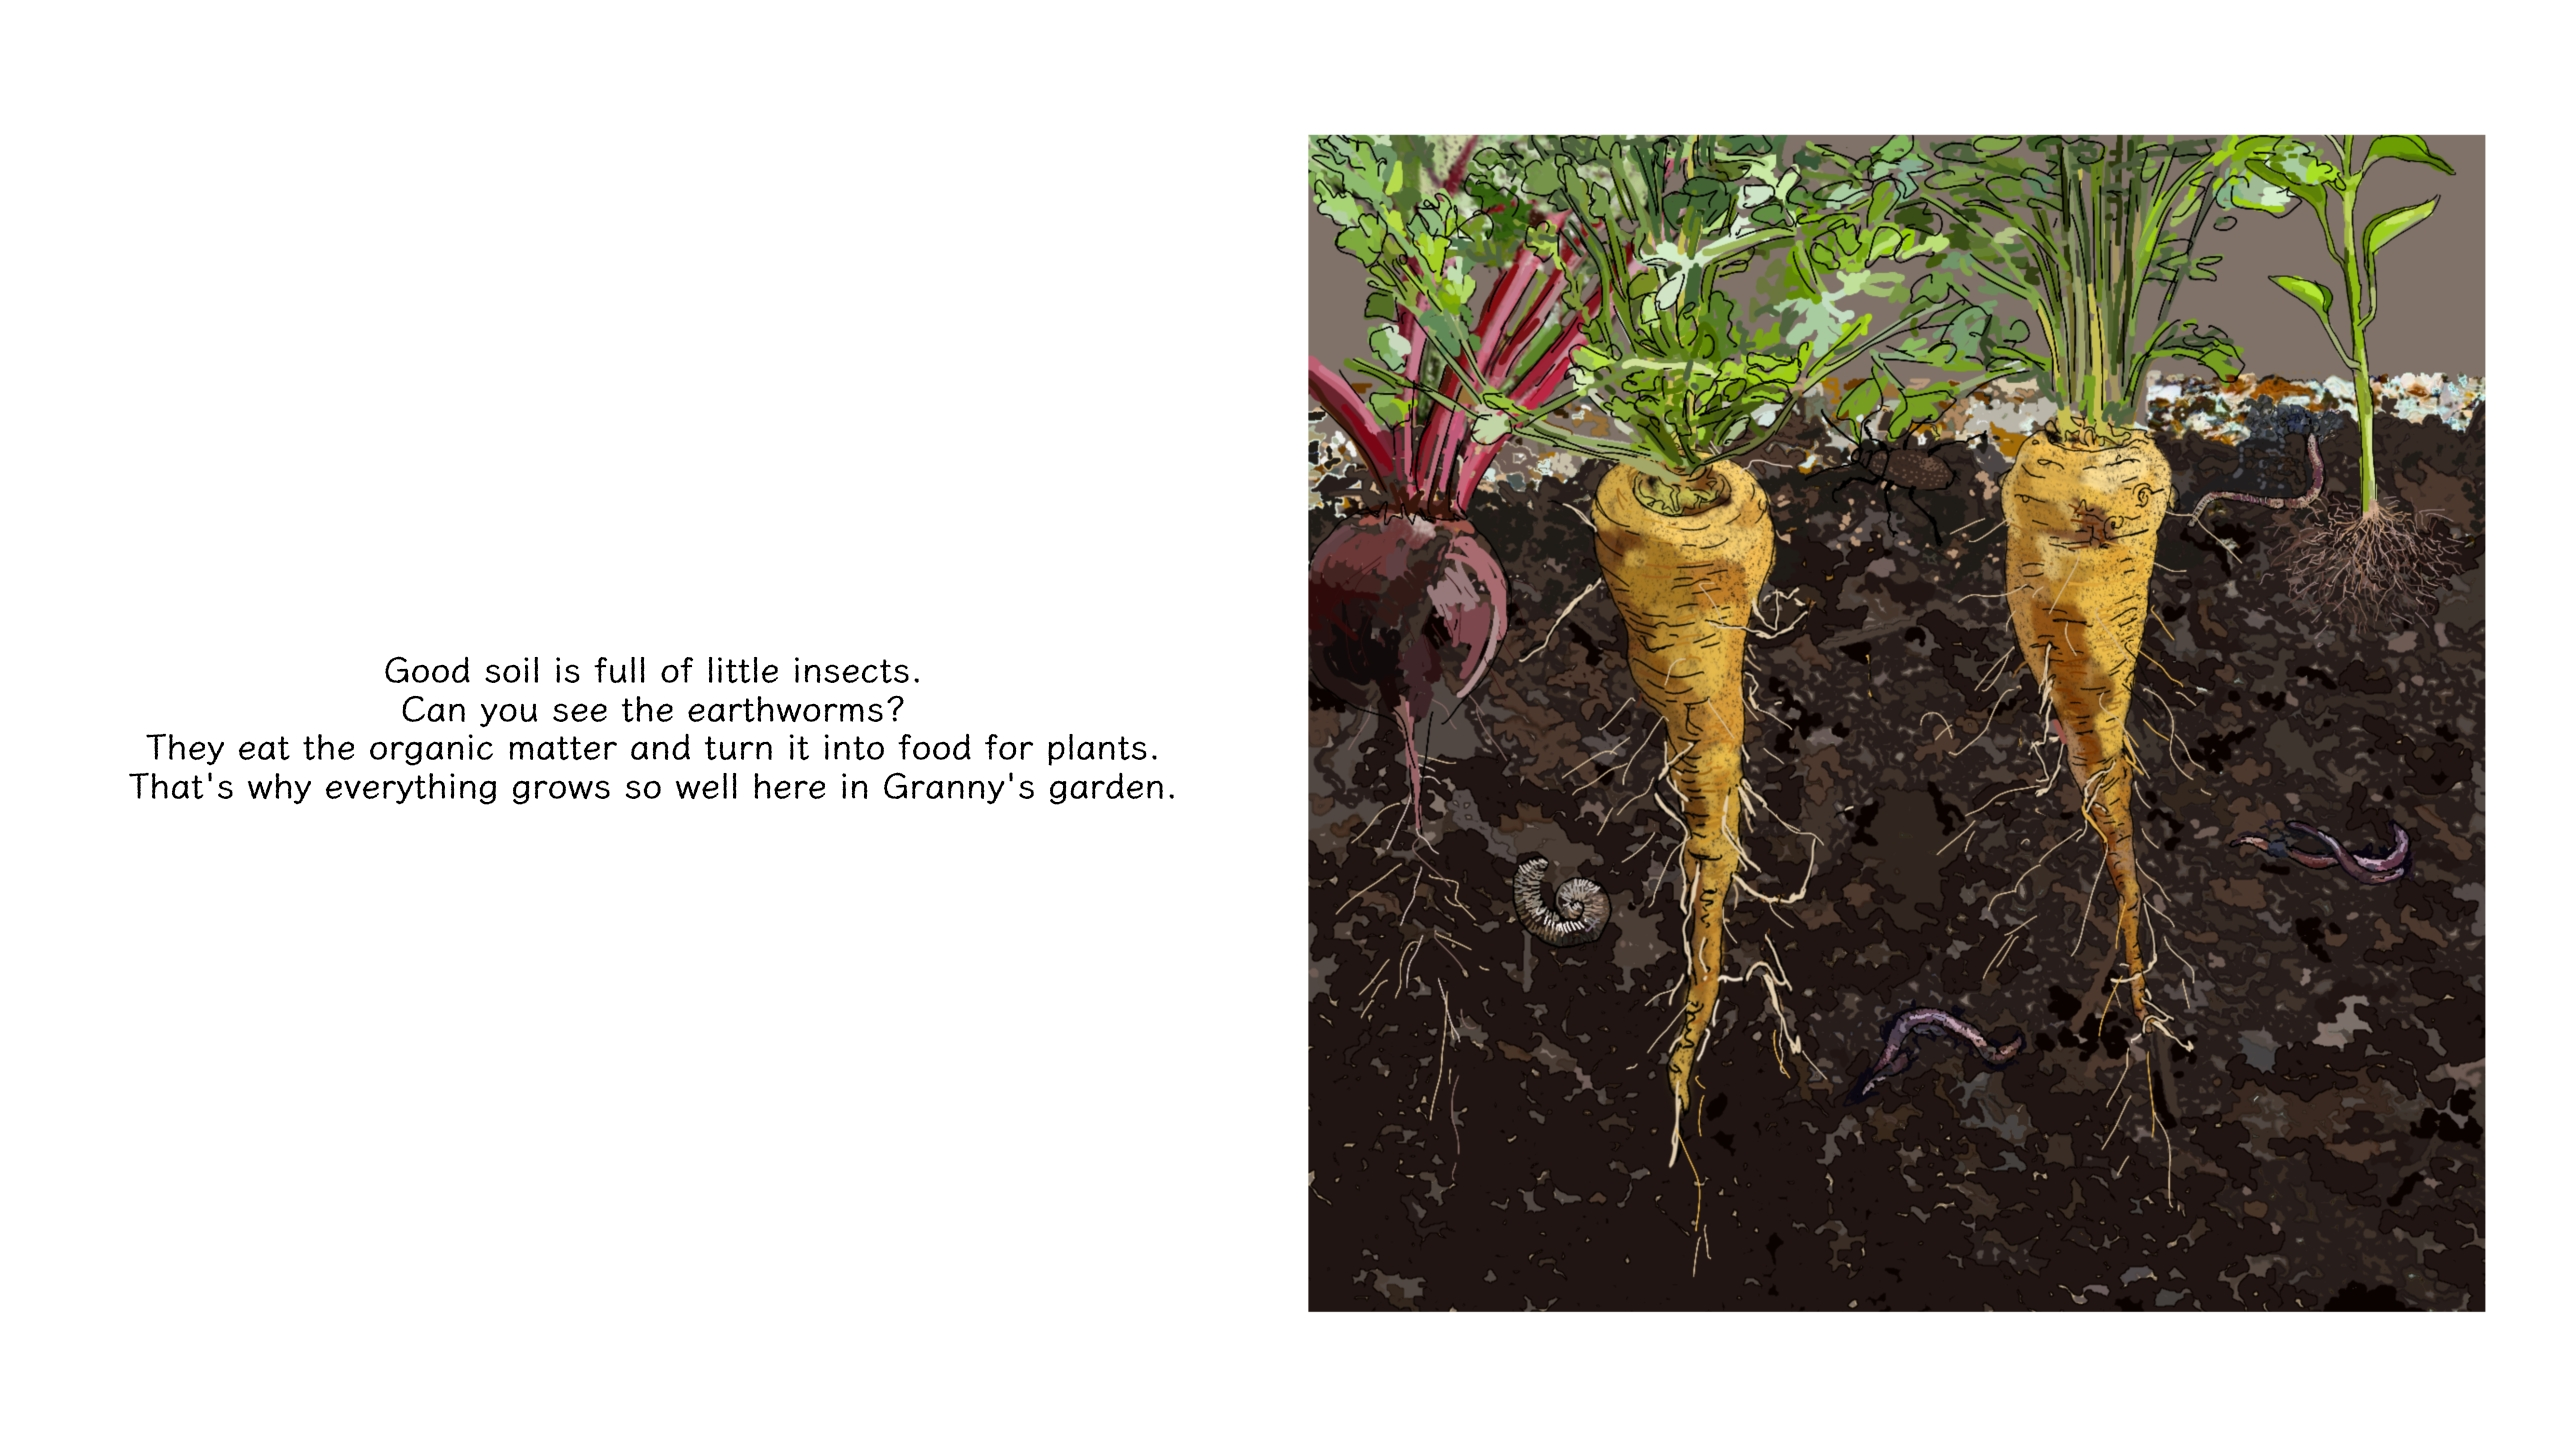 Good soil is full of little insects.
Can you see the earthworms?
They eat the organic matter and turn it into food for plants.
That's why everything grows so well here in Granny's garden.